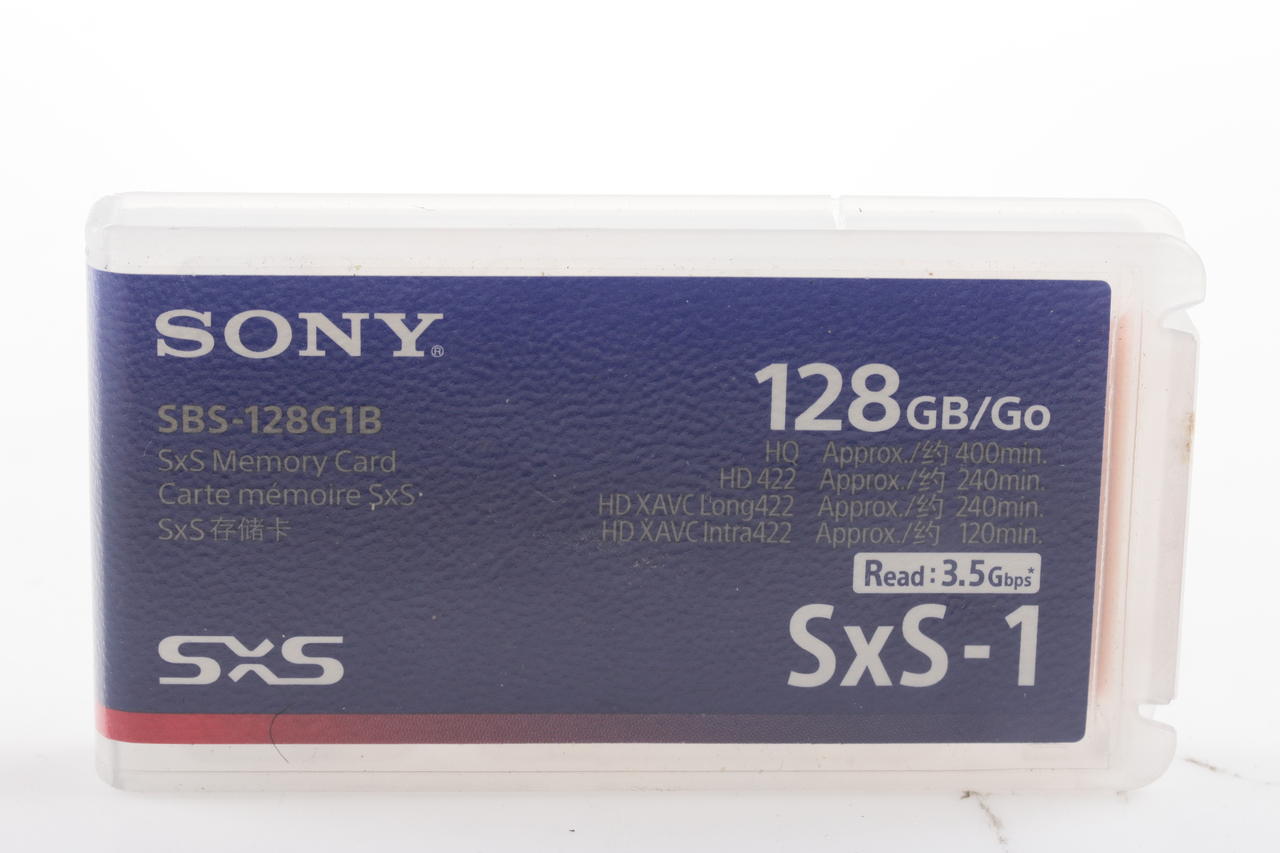 SONY®
SBS-128G1B
SxS Memory Card
Carte mémoire SxS
SxS 存储卡
SxS
128GB/Go
HQ Approx./约 400min.
HD 422 Approx./约 240min.
HD XAVC Long422 Approx./约 240min.
HD XAVC Intra422 Approx./约 120min.
Read : 3.5Gbps*
SxS-1